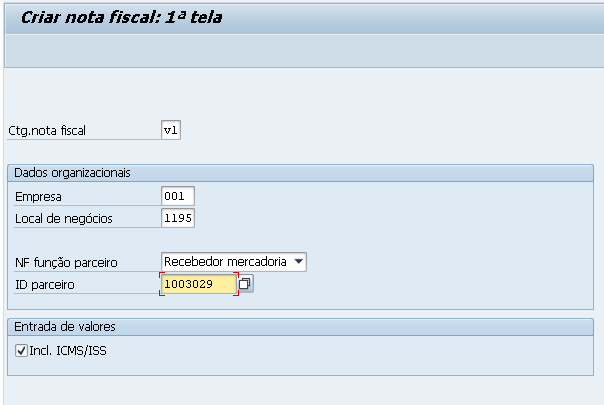 Criar nota fiscal: 1ª tela
Ctg.nota fiscal v1
Dados organizacionais
Empresa 001
Local de negócios 1195
NF função parceiro Recebedor mercadoria
ID parceiro 1003029
Entrada de valores
Incl. ICMS/ISS